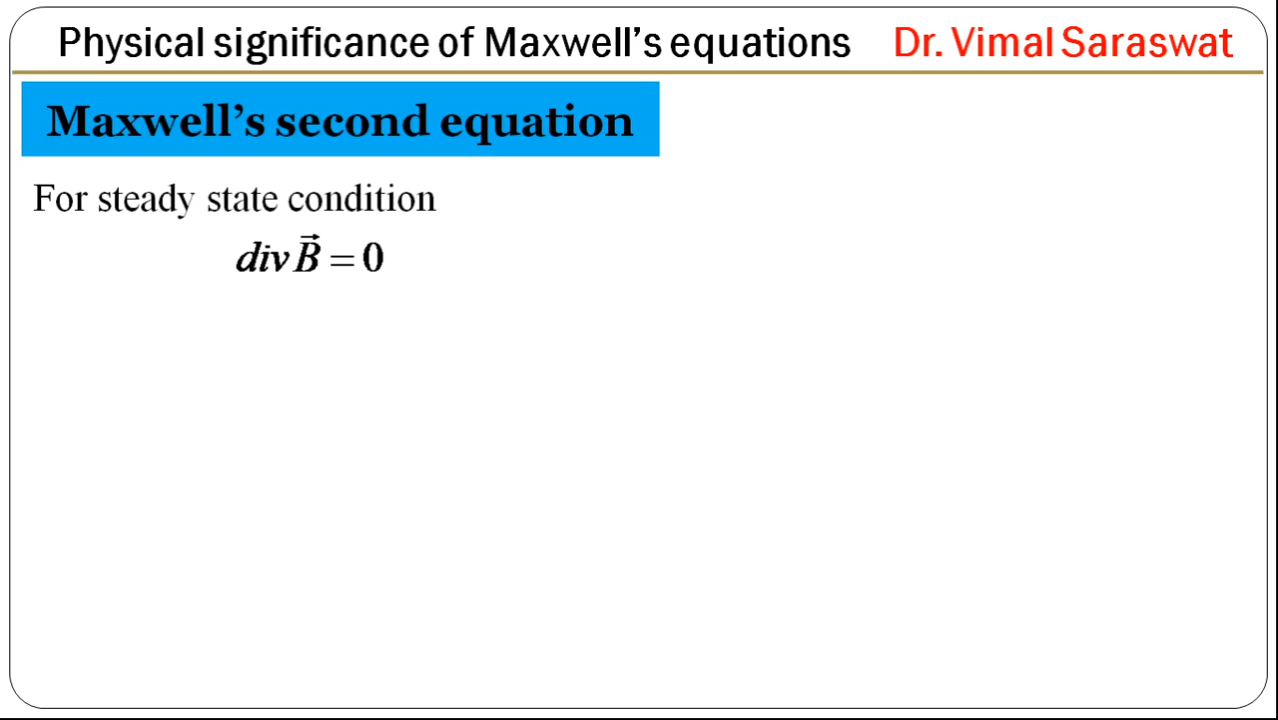 Physical significance of Maxwell's equations Dr. Vimal Saraswat
Maxwell's second equation
For steady state condition
div B⃗ = 0